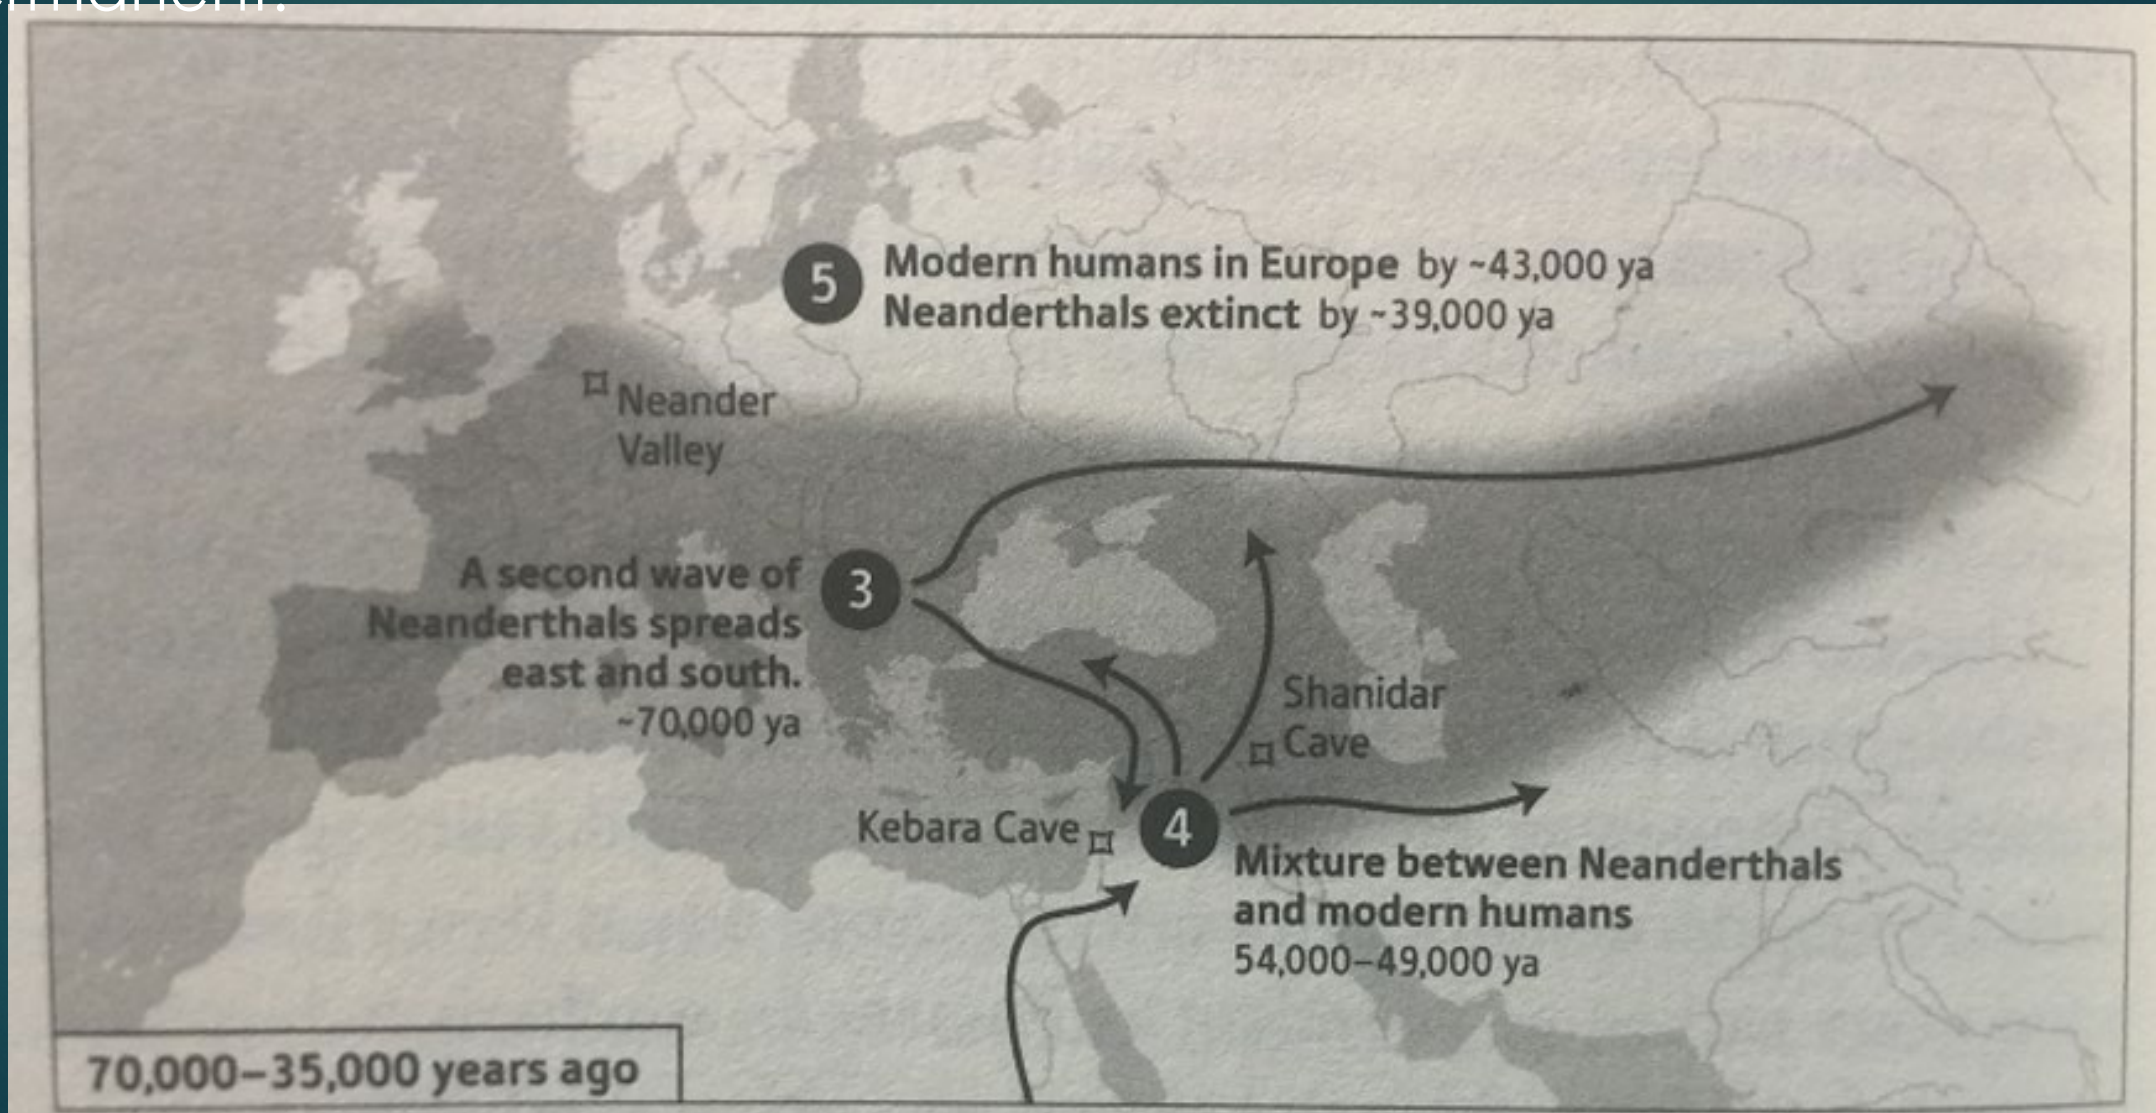 5
Modern humans in Europe by ~43,000 ya
Neanderthals extinct by ~39,000 ya
Neander
Valley
3
A second wave of
Neanderthals spreads
east and south.
~70,000 ya
Shanidar
Cave
Kebara Cave
4
Mixture between Neanderthals
and modern humans
54,000–49,000 ya
70,000–35,000 years ago